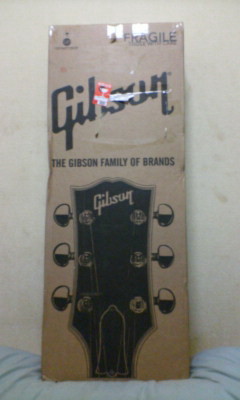 FRAGILE
Gibson
THE GIBSON FAMILY OF BRANDS
Gibson